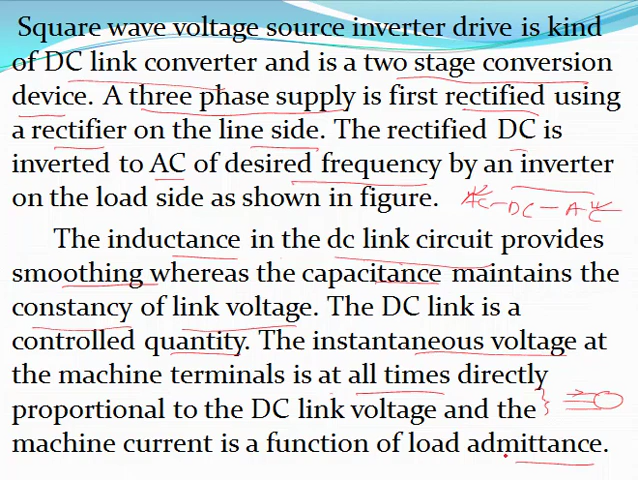 Square wave voltage source inverter drive is kind
of DC link converter and is a two stage conversion
device. A three phase supply is first rectified using
a rectifier on the line side. The rectified DC is
inverted to AC of desired frequency by an inverter
on the load side as shown in figure.
AC – DC – AC
The inductance in the dc link circuit provides
smoothing whereas the capacitance maintains the
constancy of link voltage. The DC link is a
controlled quantity. The instantaneous voltage at
the machine terminals is at all times directly
proportional to the DC link voltage and the
machine current is a function of load admittance.